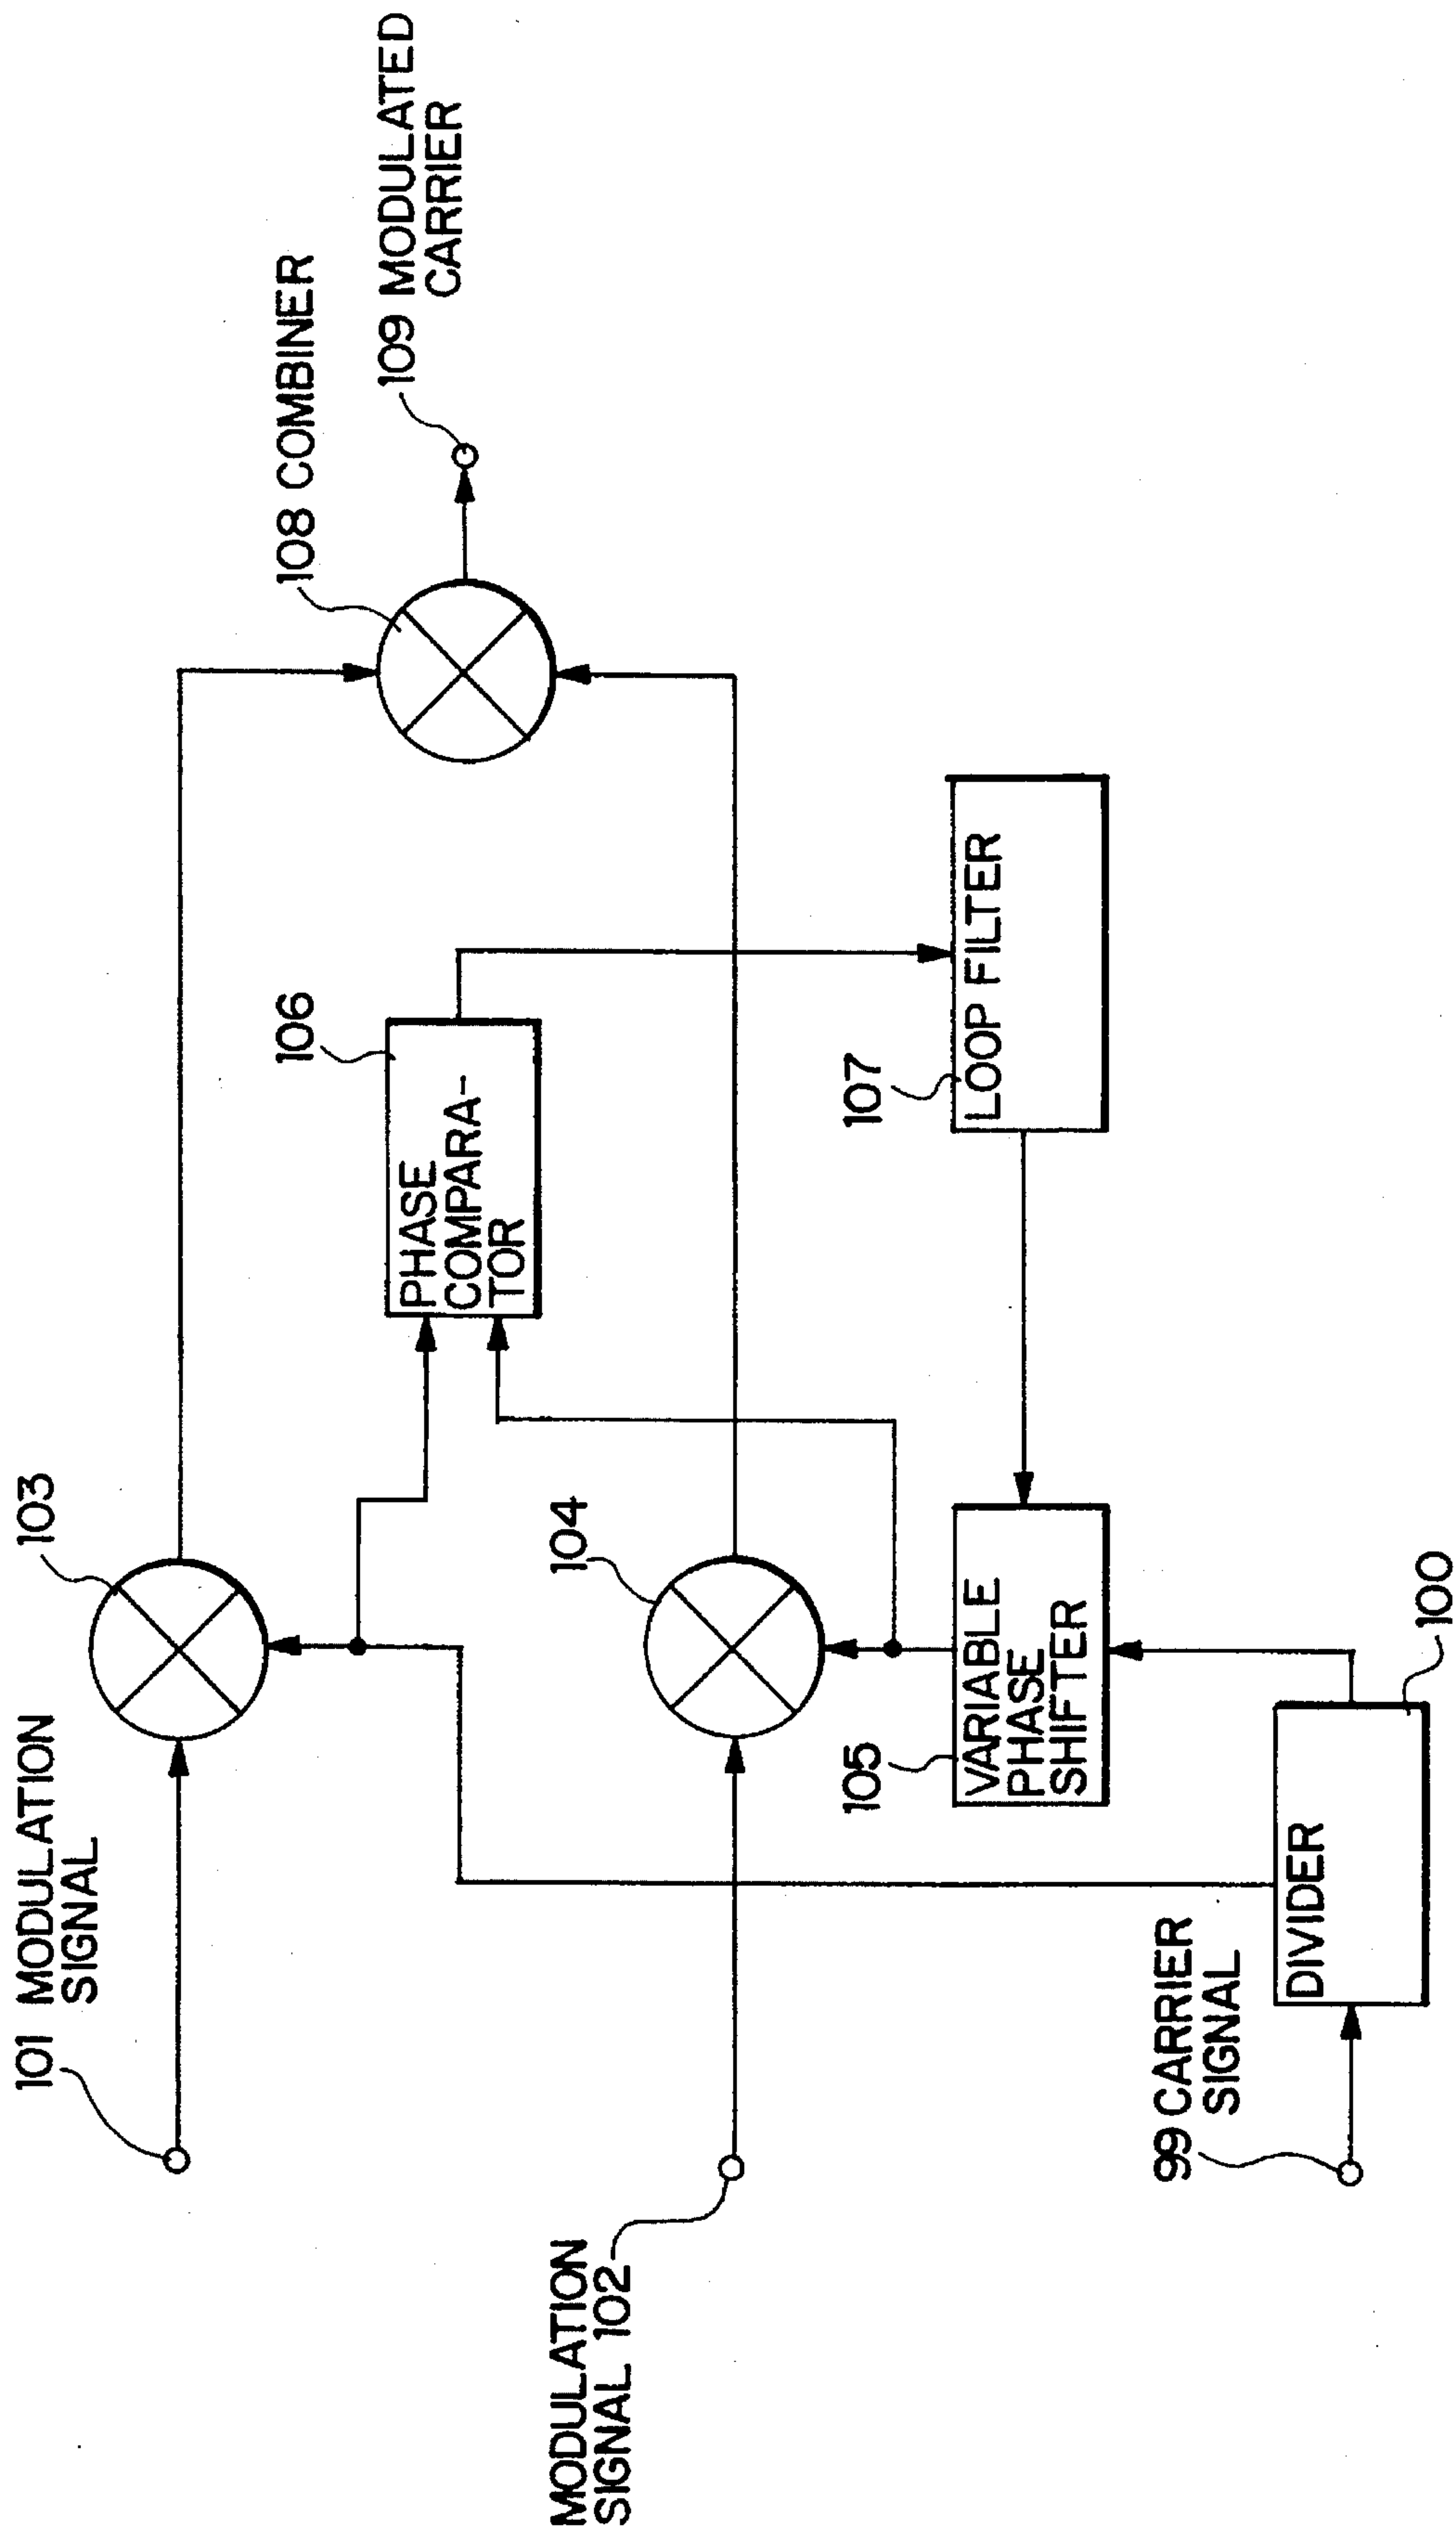 101 MODULATION
SIGNAL
103
108 COMBINER
109 MODULATED
CARRIER
106
PHASE
COMPARA-
TOR
MODULATION
SIGNAL 102
104
105
VARIABLE
PHASE
SHIFTER
107
LOOP FILTER
99 CARRIER
SIGNAL
DIVIDER
100